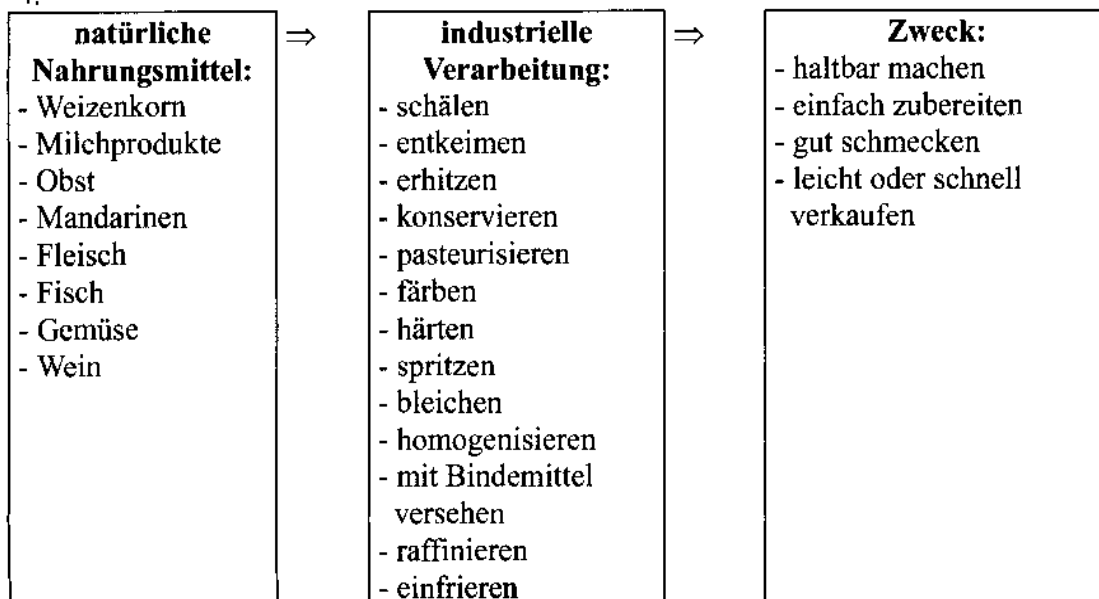 natürliche
Nahrungsmittel:
- Weizenkorn
- Milchprodukte
- Obst
- Mandarinen
- Fleisch
- Fisch
- Gemüse
- Wein
⇒
industrielle
Verarbeitung:
- schälen
- entkeimen
- erhitzen
- konservieren
- pasteurisieren
- färben
- härten
- spritzen
- bleichen
- homogenisieren
- mit Bindemittel
versehen
- raffinieren
- einfrieren
⇒
Zweck:
- haltbar machen
- einfach zubereiten
- gut schmecken
- leicht oder schnell
verkaufen